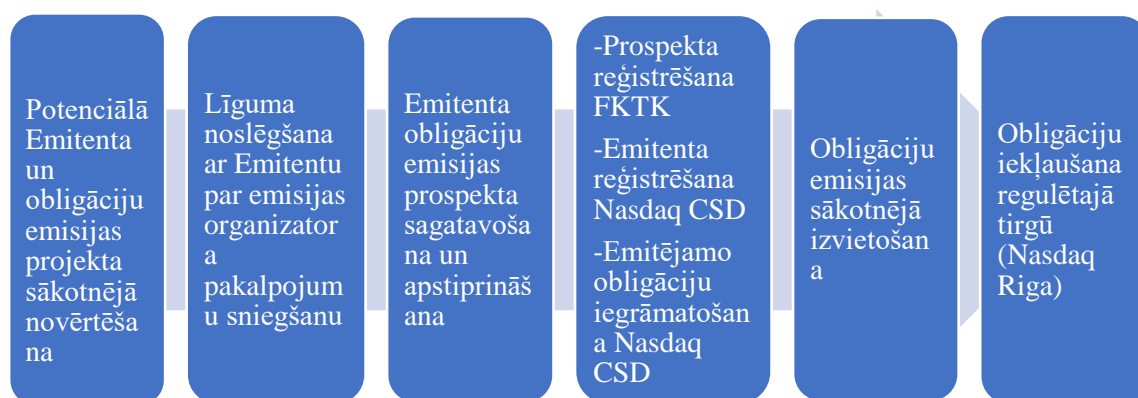 Potenciālā
Emitenta
un
obligāciju
emisijas
projekta
sākotnējā
novērtēša
na
Līguma
noslēgšana
ar Emitentu
par emisijas
organizator
a
pakalpojum
u sniegšanu
Emitenta
obligāciju
emisijas
prospekta
sagatavoša
na un
apstiprināš
ana
-Prospekta
reģistrēšana
FKTK
-Emitenta
reģistrēšana
Nasdaq CSD
-Emitējamo
obligāciju
iegrāmatošan
a Nasdaq
CSD
Obligāciju
emisijas
sākotnējā
izvietošan
a
Obligāciju
iekļaušana
regulētajā
tirgū
(Nasdaq
Riga)